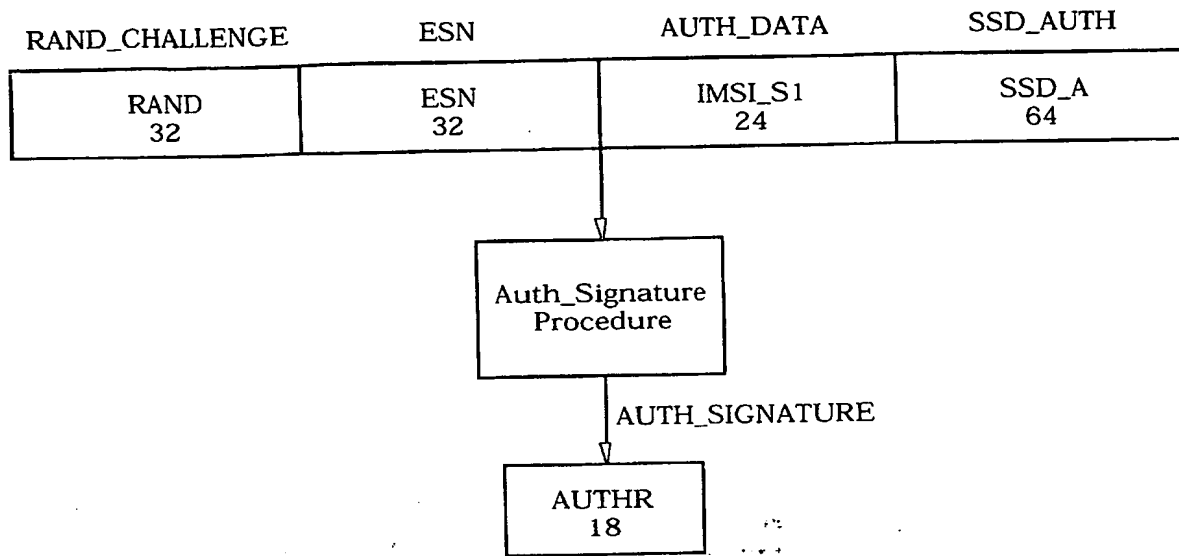 RAND_CHALLENGE ESN AUTH_DATA SSD_AUTH
RAND ESN IMSI_S1 SSD_A
32 32 24 64
Auth_Signature
Procedure
AUTH_SIGNATURE
AUTHR
18